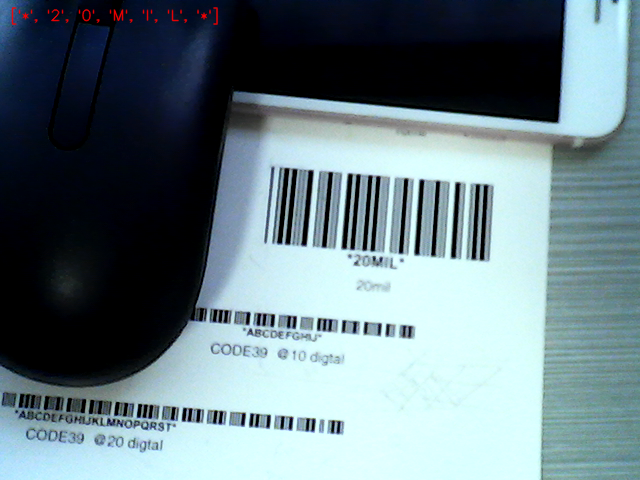 ['*', '2', '0', 'M', 'I', 'L', '*']
*20MIL*
20mil
*ABCDEFGHIJ*
CODE39 @10 digtal
*ABCDEFGHIJKLMNOPQRST*
CODE39 @20 digtal